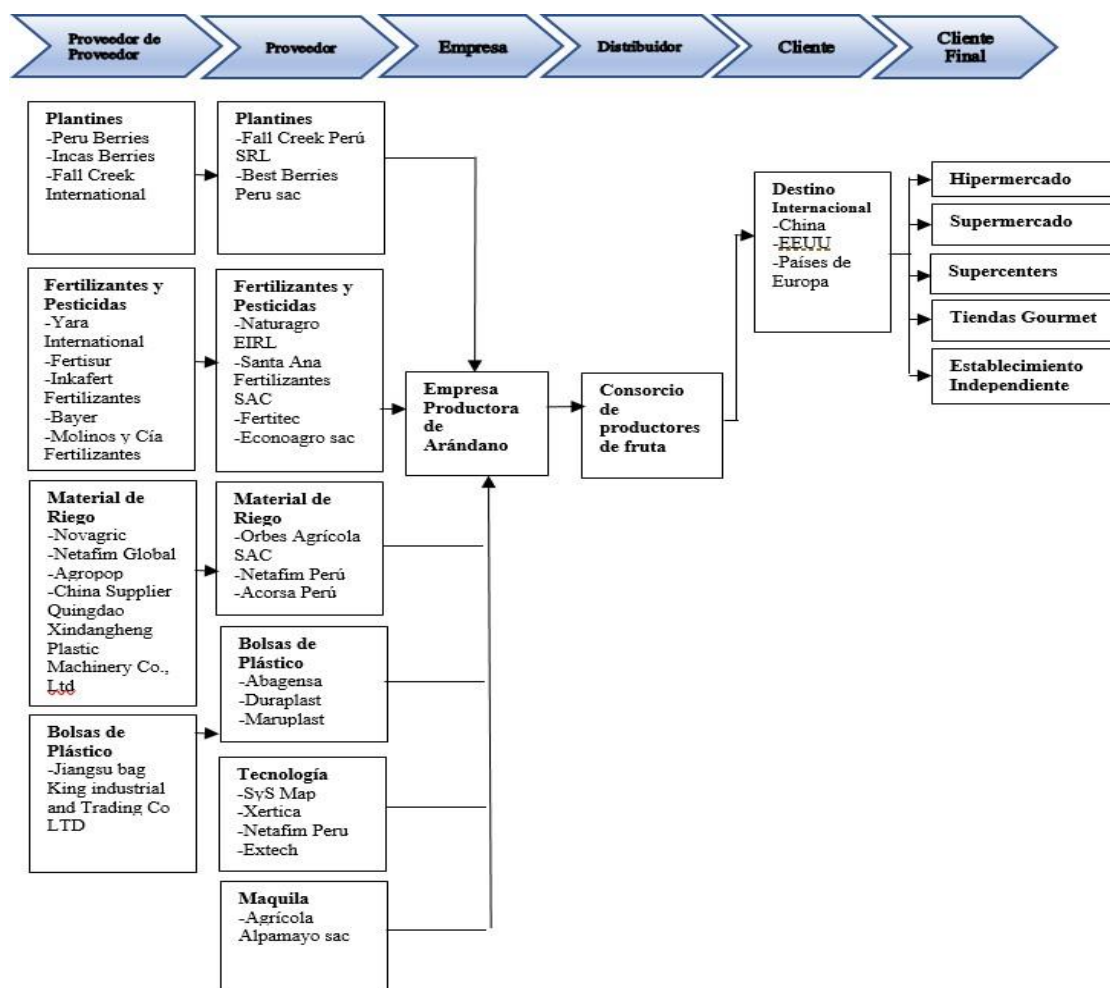 Proveedor de
Proveedor
Proveedor
Empresa
Distribuidor
Cliente
Cliente
Final
Plantines
-Peru Berries
-Incas Berries
-Fall Creek
International
Fertilizantes y
Pesticidas
-Yara
International
-Fertisur
-Inkafert
Fertilizantes
-Bayer
-Molinos y Cía
Fertilizantes
Material de
Riego
-Novagric
-Netafim Global
-Agropop
-China Supplier
Quingdao
Xindangheng
Plastic
Machinery Co.,
Ltd
Bolsas de
Plástico
-Jiangsu bag
King industrial
and Trading Co
LTD
Plantines
-Fall Creek Perú
SRL
-Best Berries
Peru sac
Fertilizantes y
Pesticidas
-Naturagro
EIRL
-Santa Ana
Fertilizantes
SAC
-Fertitec
-Econoagro sac
Material de
Riego
-Orbes Agrícola
SAC
-Netafim Perú
-Acorsa Perú
Bolsas de
Plástico
-Abagensa
-Duraplast
-Maruplast
Tecnología
-SyS Map
-Xertica
-Netafim Peru
-Extech
Maquila
-Agrícola
Alpamayo sac
Empresa
Productora
de
Arándano
Consorcio
de
productores
de fruta
Destino
Internacional
-China
-EEUU
-Países de
Europa
Hipermercado
Supermercado
Supercenters
Tiendas Gourmet
Establecimiento
Independiente